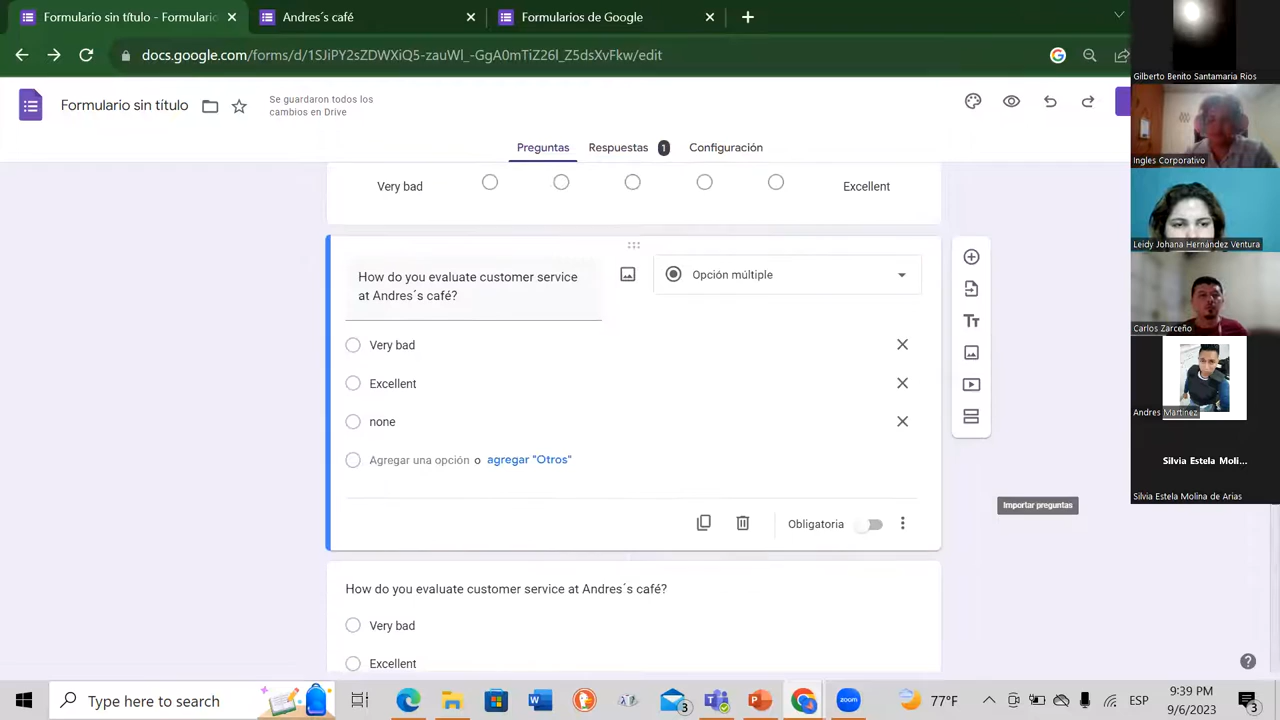 Formulario sin título - Formulario
Andres´s café
Formularios de Google
docs.google.com/forms/d/1SJiPY2sZDWXiQ5-zauWl_-GgA0mTiZ26l_Z5dsXvFkw/edit
Gilberto Benito Santamaria Rios
Formulario sin título
Se guardaron todos los
cambios en Drive
Preguntas
Respuestas
1
Configuración
Ingles Corporativo
Very bad
Excellent
Leidy Johana Hernández Ventura
How do you evaluate customer service
at Andres´s café?
Opción múltiple
Carlos Zarceño
Very bad
Excellent
none
Andres Martínez
Agregar una opción o agregar "Otros"
Silvia Estela Moli...
Silvia Estela Molina de Arias
Importar preguntas
Obligatoria
How do you evaluate customer service at Andres´s café?
Very bad
Excellent
Type here to search
3
zoom
77°F
ESP
9:39 PM
9/6/2023
3